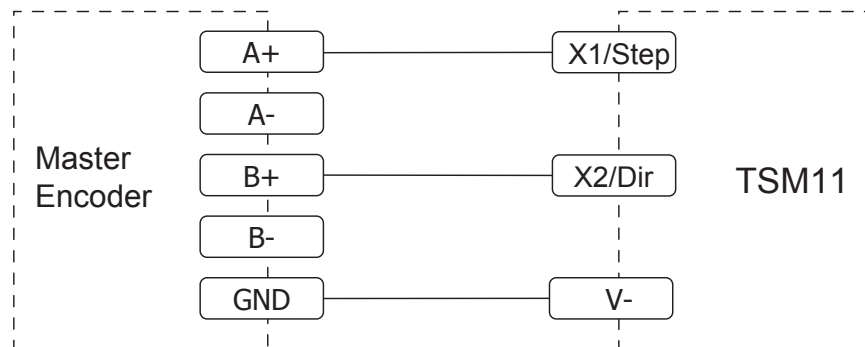 A+
X1/Step
A-
Master
Encoder
B+
X2/Dir
TSM11
B-
GND
V-